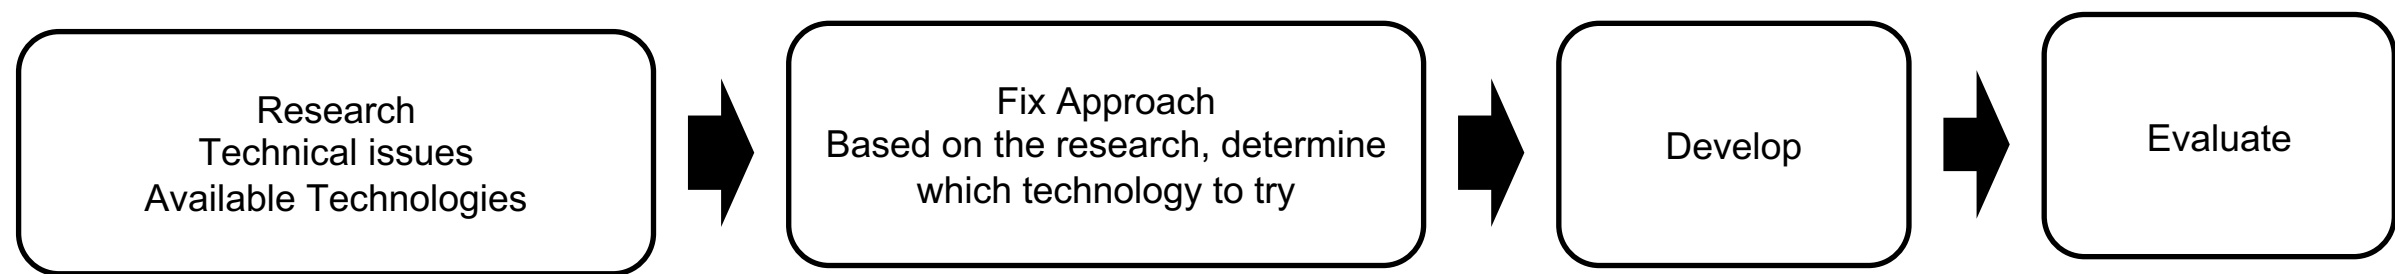 Research
Technical issues
Available Technologies
Fix Approach
Based on the research, determine
which technology to try
Develop
Evaluate